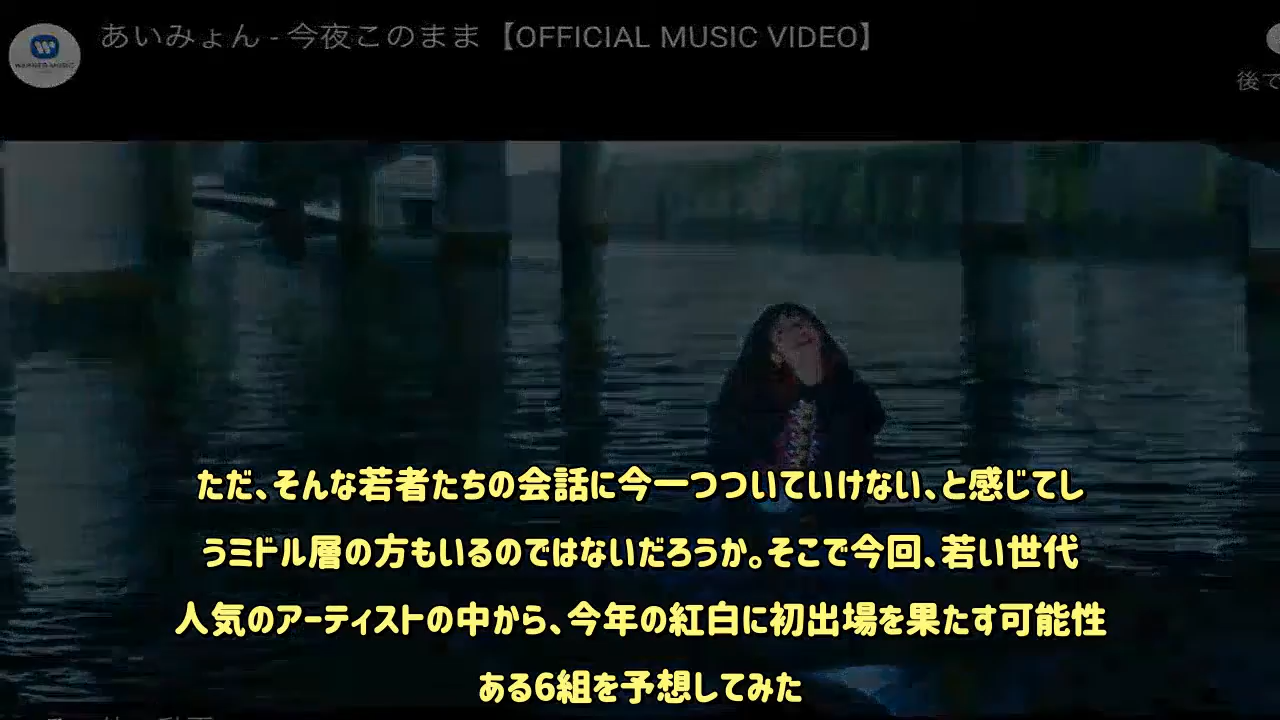 あいみょん - 今夜このまま【OFFICIAL MUSIC VIDEO】
WARNER MUSIC
後で
ただ、そんな若者たちの会話に今一つついていけない、と感じてし
うミドル層の方もいるのではないだろうか。そこで今回、若い世代
人気のアーティストの中から、今年の紅白に初出場を果たす可能性
ある6組を予想してみた